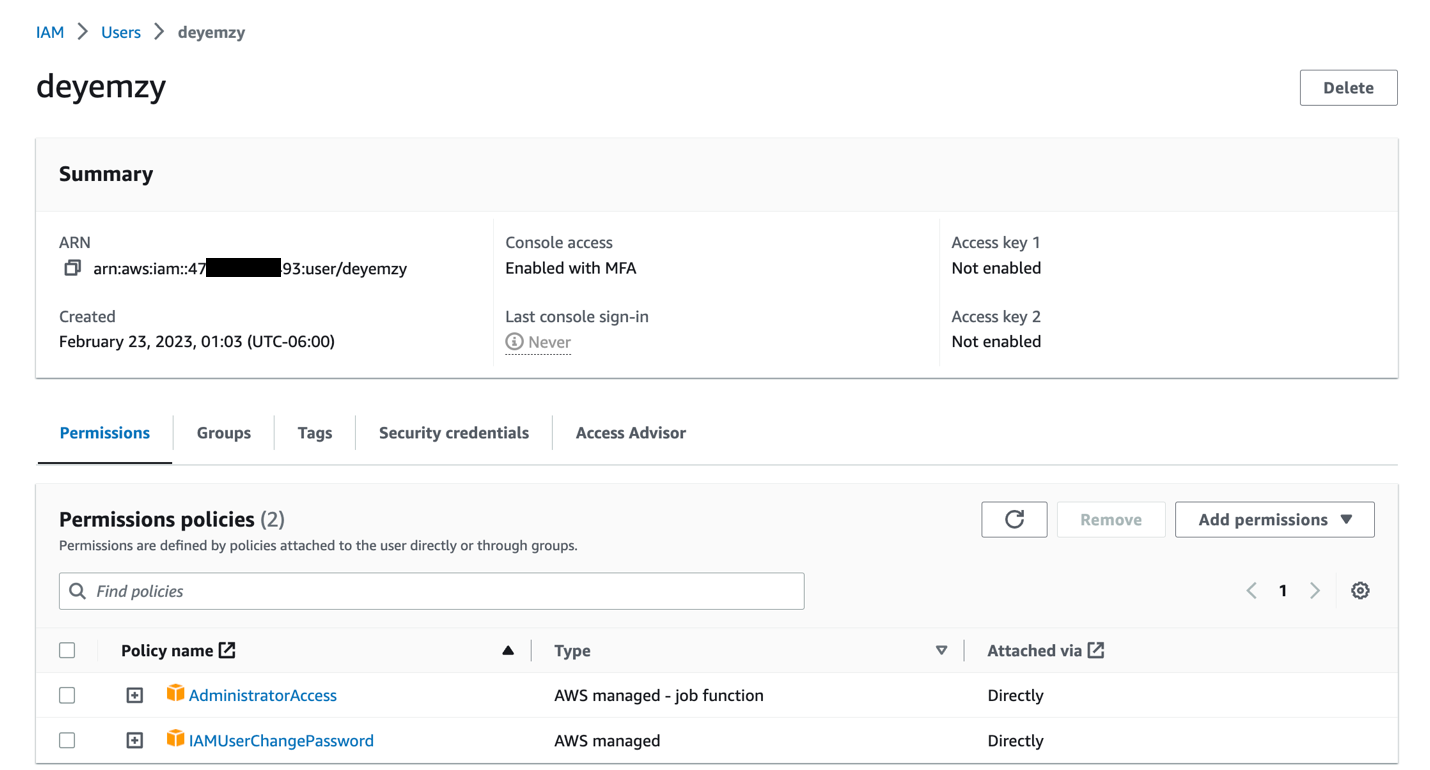 IAM > Users > deyemzy
deyemzy
Delete
Summary
ARN
arn:aws:iam::47 93:user/deyemzy
Created
February 23, 2023, 01:03 (UTC-06:00)
Console access
Enabled with MFA
Last console sign-in
Never
Access key 1
Not enabled
Access key 2
Not enabled
Permissions
Groups
Tags
Security credentials
Access Advisor
Permissions policies (2)
Permissions are defined by policies attached to the user directly or through groups.
Remove
Add permissions
Find policies
1
Policy name
Type
Attached via
AdministratorAccess
AWS managed - job function
Directly
IAMUserChangePassword
AWS managed
Directly